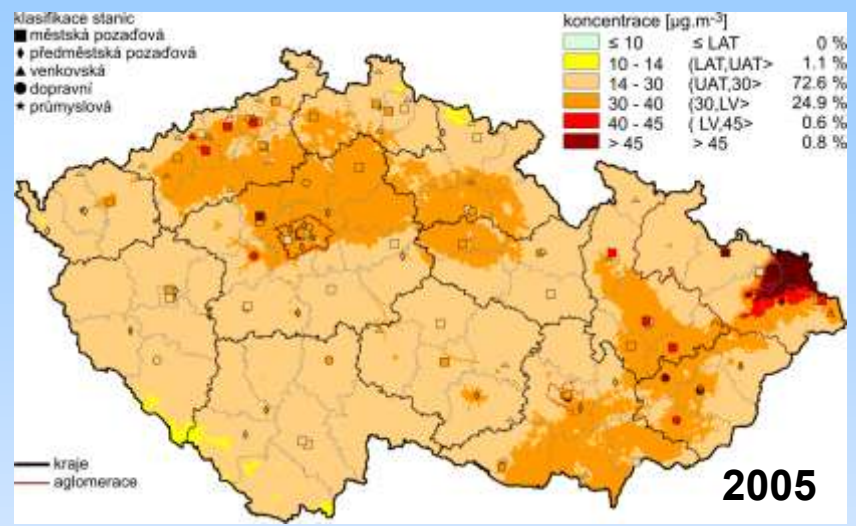 klasifikace stanic
městská pozaďová
předměstská pozaďová
venkovská
dopravní
průmyslová
koncentrace [µg.m-3]
≤ 10 ≤ LAT 0 %
10 - 14 (LAT,UAT> 1.1 %
14 - 30 (UAT,30> 72.6 %
30 - 40 (30,LV> 24.9 %
40 - 45 ( LV,45> 0.6 %
> 45 > 45 0.8 %
kraje
aglomerace
2005